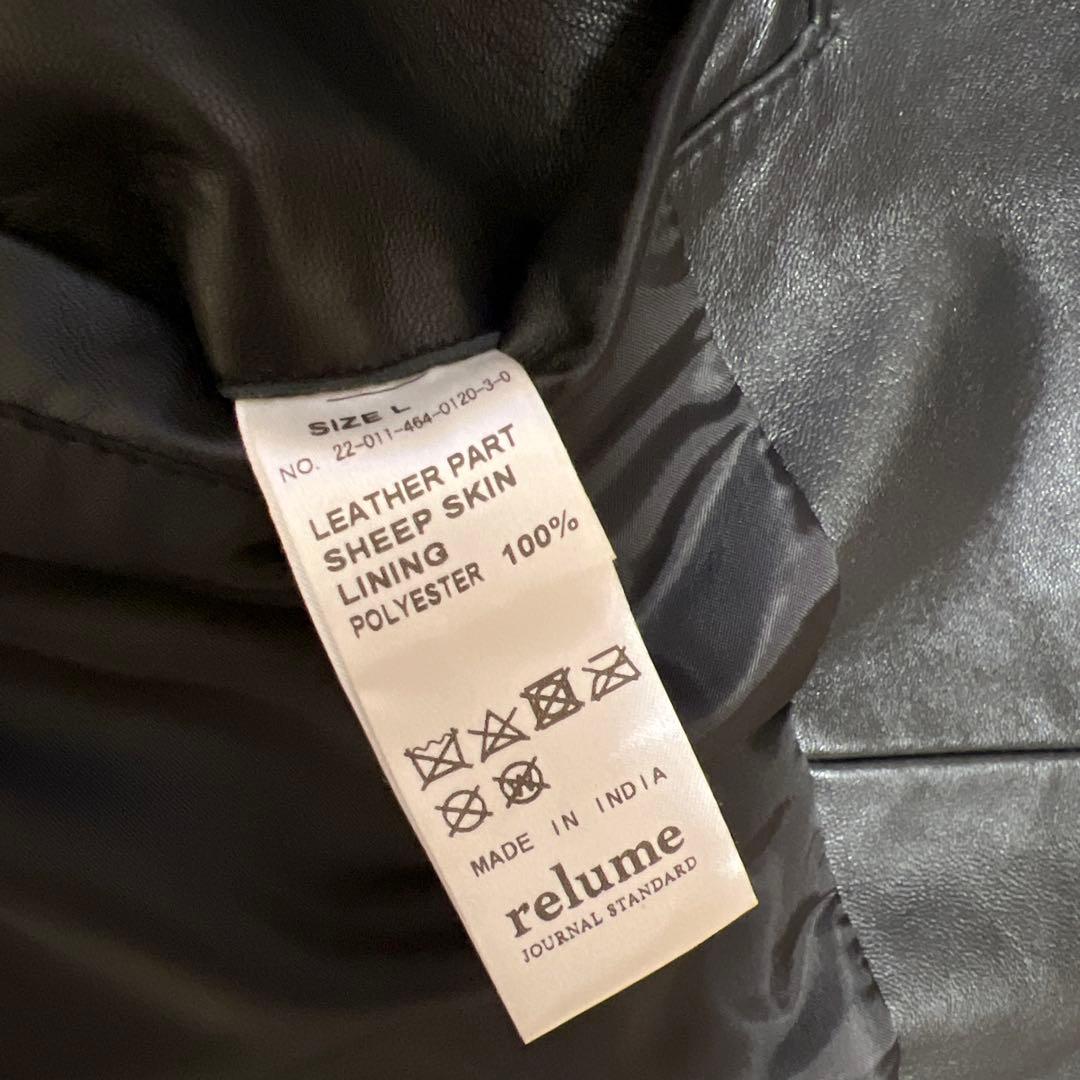 SIZE L
NO. 22-011-464-0120-3-0
LEATHER PART
SHEEP SKIN
LINING
POLYESTER 100%
MADE IN INDIA
relume
JOURNAL STANDARD